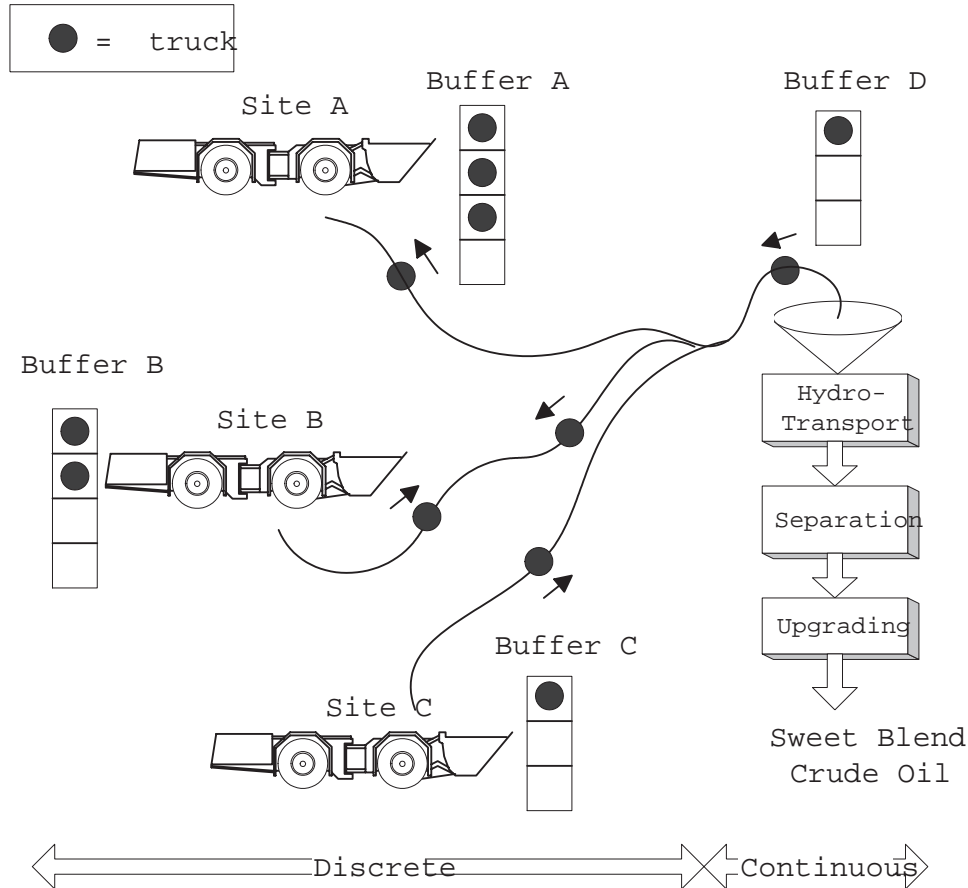 = truck
Buffer A
Buffer D
Site A
Buffer B
Site B
Hydro-
Transport
Separation
Upgrading
Buffer C
Site C
Sweet Blend
Crude Oil
Discrete
Continuous